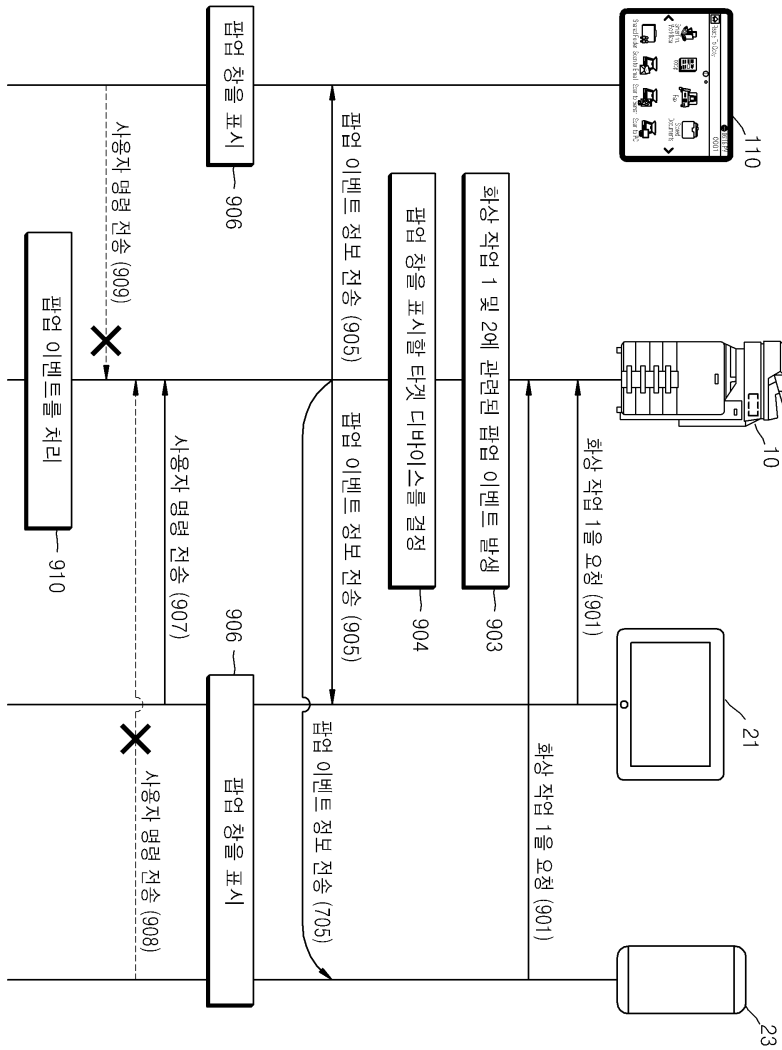 110
10
21
23
화상 작업 1을 요청 (901)
화상 작업 1을 요청 (901)
화상 작업 1 및 2에 관련된 팝업 이벤트 발생
903
팝업 창을 표시할 타겟 디바이스를 결정
904
팝업 이벤트 정보 전송 (905)
팝업 이벤트 정보 전송 (905)
팝업 이벤트 정보 전송 (705)
팝업 창을 표시
906
906
팝업 창을 표시
사용자 명령 전송 (907)
사용자 명령 전송 (908)
사용자 명령 전송 (909)
팝업 이벤트를 처리
910